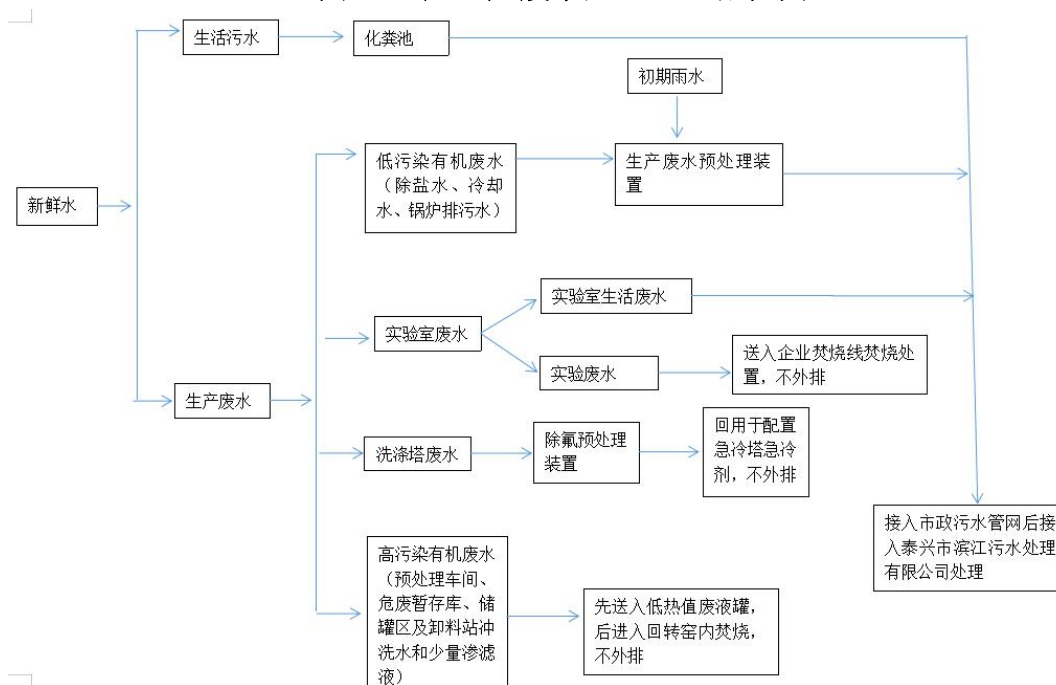 生活污水
化粪池
初期雨水
低污染有机废水
（除盐水、冷却
水、锅炉排污水）
生产废水预处理装
置
新鲜水
实验室生活废水
实验室废水
实验废水
送入企业焚烧线焚烧处
置，不外排
生产废水
洗涤塔废水
除氟预处理
装置
回用于配置
急冷塔急冷
剂，不外排
接入市政污水管网后接
入泰兴市滨江污水处理
有限公司处理
高污染有机废水
（预处理车间、
危废暂存库、储
罐区及卸料站冲
洗水和少量渗滤
液）
先送入低热值废液罐，
后进入回转窑内焚烧，
不外排